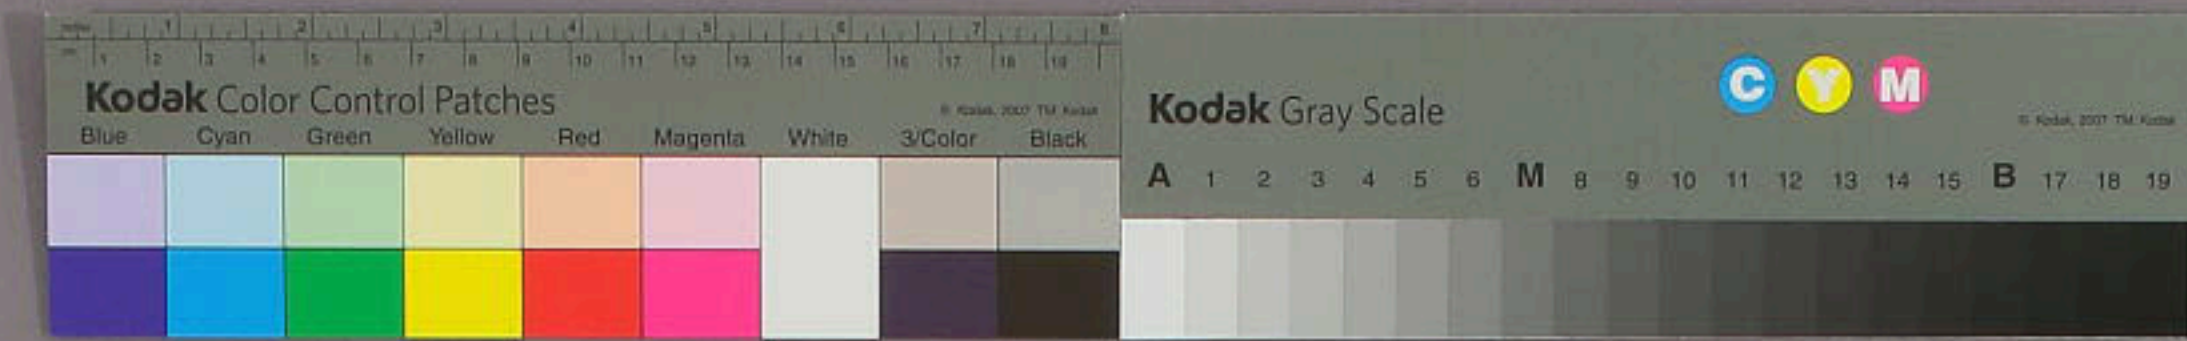 inches 1 2 3 4 5 6 7 8
cm 1 2 3 4 5 6 7 8 9 10 11 12 13 14 15 16 17 18 19
Kodak Color Control Patches
© Kodak, 2007 TM: Kodak
Blue Cyan Green Yellow Red Magenta White 3/Color Black
C Y M
Kodak Gray Scale
© Kodak, 2007 TM: Kodak
A 1 2 3 4 5 6 M 8 9 10 11 12 13 14 15 B 17 18 19